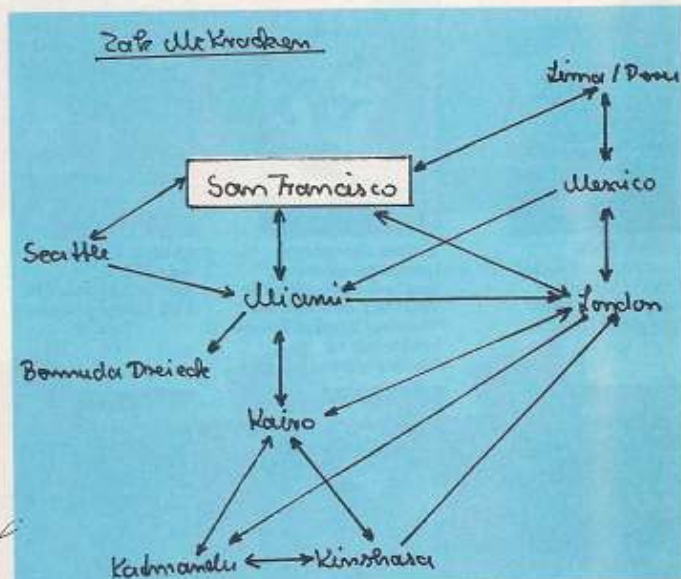 Zak McKracken
Lima / Peru
San Francisco
Mexico
Seattle
Miami
London
Bermuda Dreieck
Kairo
Katmandu
Kinshasa